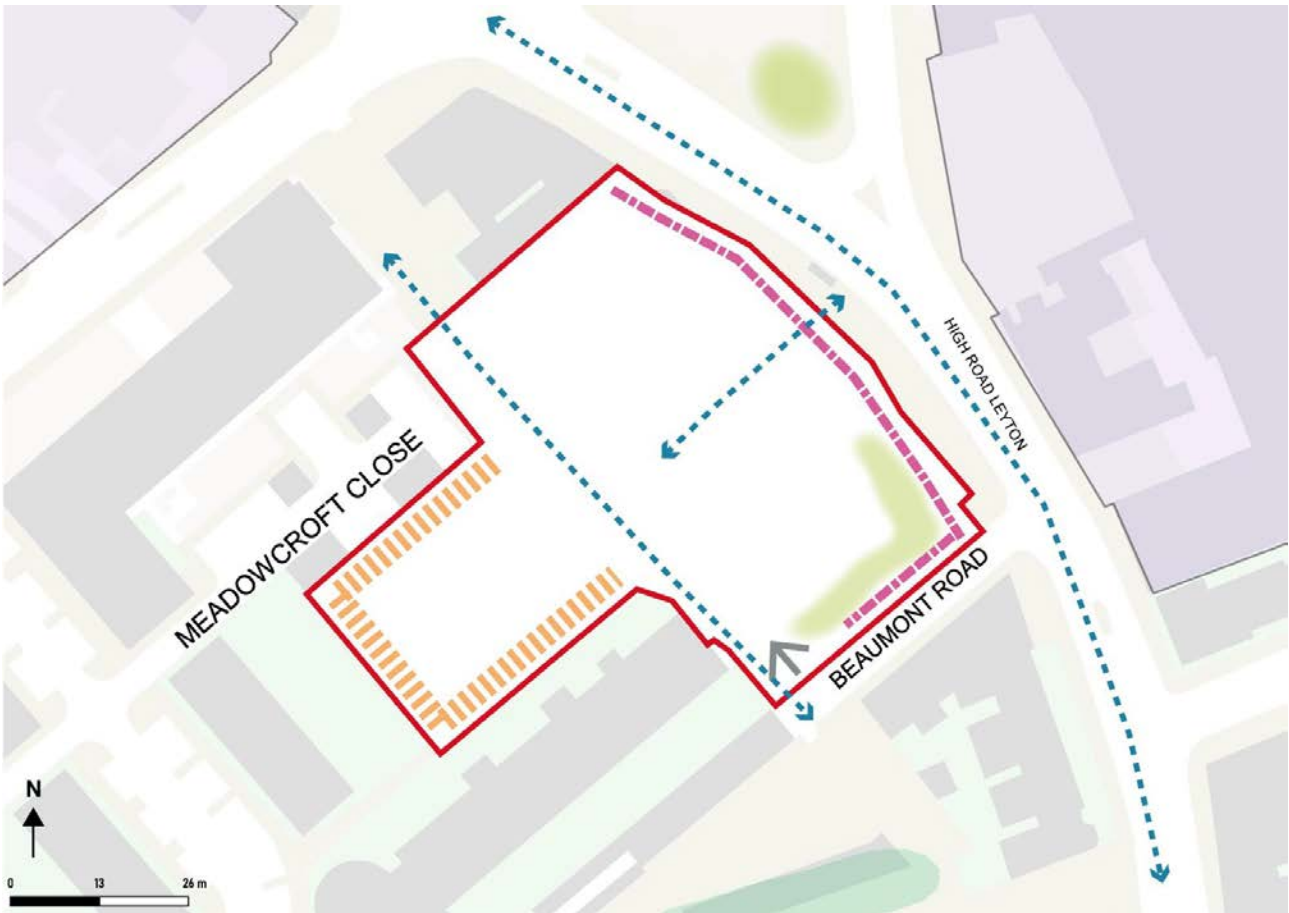 HIGH ROAD LEYTON
MEADOWCROFT CLOSE
BEAUMONT ROAD
N
0 13 26 m